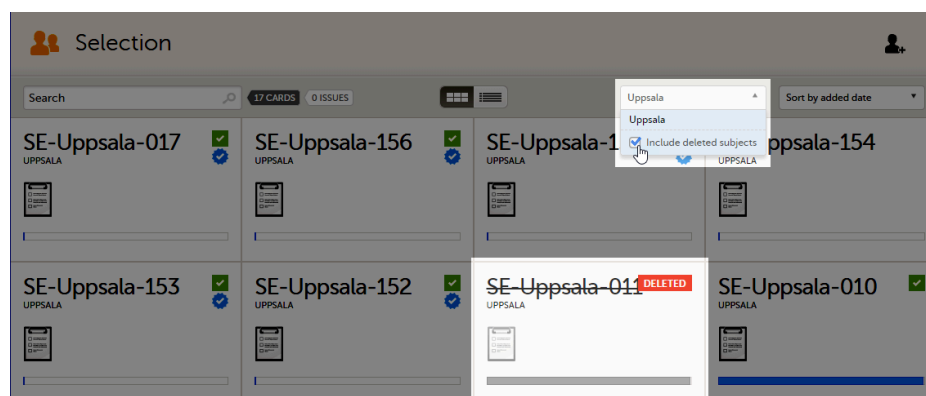 Selection
Search
17 CARDS
0 ISSUES
Uppsala
Sort by added date
Uppsala
Include deleted subjects
SE-Uppsala-017
UPPSALA
SE-Uppsala-156
UPPSALA
SE-Uppsala-1
UPPSALA
ppsala-154
UPPSALA
SE-Uppsala-153
UPPSALA
SE-Uppsala-152
UPPSALA
SE-Uppsala-011
DELETED
UPPSALA
SE-Uppsala-010
UPPSALA